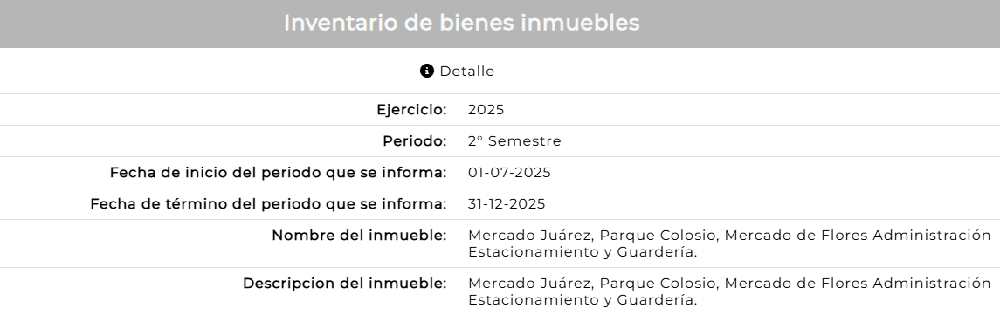 Inventario de bienes inmuebles
Detalle
Ejercicio: 2025
Periodo: 2° Semestre
Fecha de inicio del periodo que se informa: 01-07-2025
Fecha de término del periodo que se informa: 31-12-2025
Nombre del inmueble: Mercado Juárez, Parque Colosio, Mercado de Flores Administración
Estacionamiento y Guardería.
Descripcion del inmueble: Mercado Juárez, Parque Colosio, Mercado de Flores Administración
Estacionamiento y Guardería.